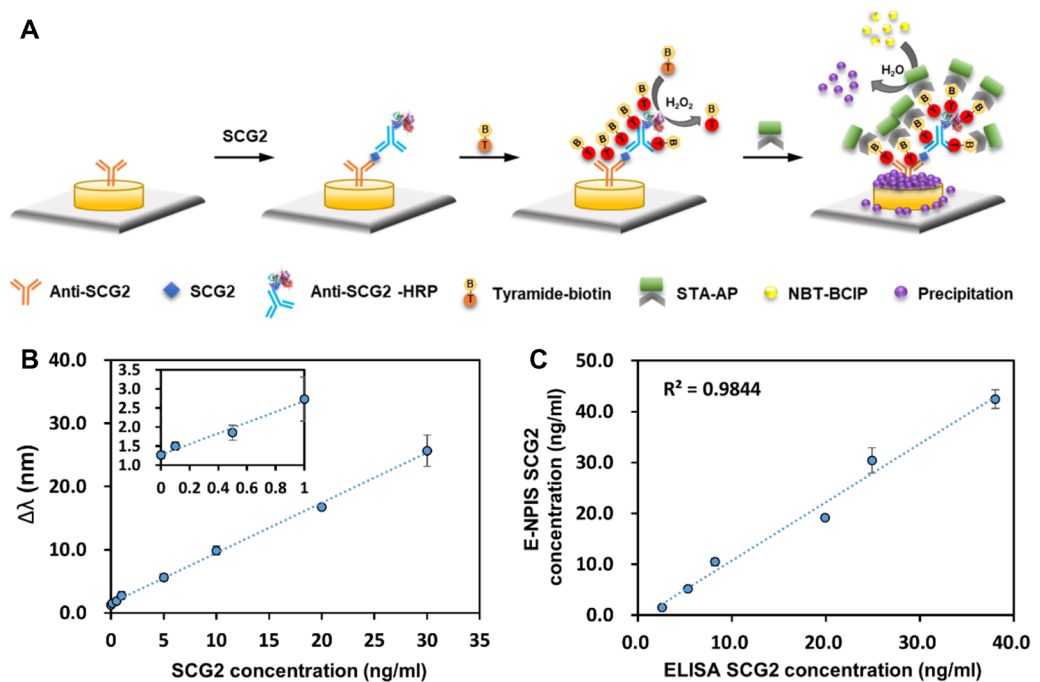 A
SCG2
B
T
B
T
H₂O₂
B
T
B
T
B
T
B
T
B
T
B
T
B
T
H₂O
B
T
B
T
B
T
B
T
B
T
B
T
Anti-SCG2
SCG2
Anti-SCG2 -HRP
B
T
Tyramide-biotin
STA-AP
NBT-BCIP
Precipitation
B
40.0
30.0
20.0
10.0
0.0
Δλ (nm)
3.5
3.0
2.5
2.0
1.5
1.0
0 0.2 0.4 0.6 0.8 1
0 5 10 15 20 25 30 35
SCG2 concentration (ng/ml)
C
50.0
40.0
30.0
20.0
10.0
0.0
E-NPIS SCG2
concentration (ng/ml)
R² = 0.9844
0.0 10.0 20.0 30.0 40.0
ELISA SCG2 concentration (ng/ml)